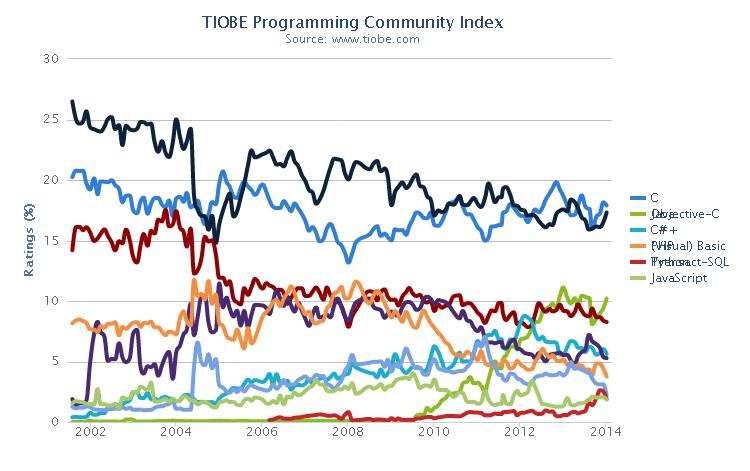 TIOBE Programming Community Index
Source: www.tiobe.com
Ratings (%)
30
25
20
15
10
5
0
2002
2004
2006
2008
2010
2012
2014
C
Objective-C
C#
(Visual) Basic
Transact-SQL
JavaScript